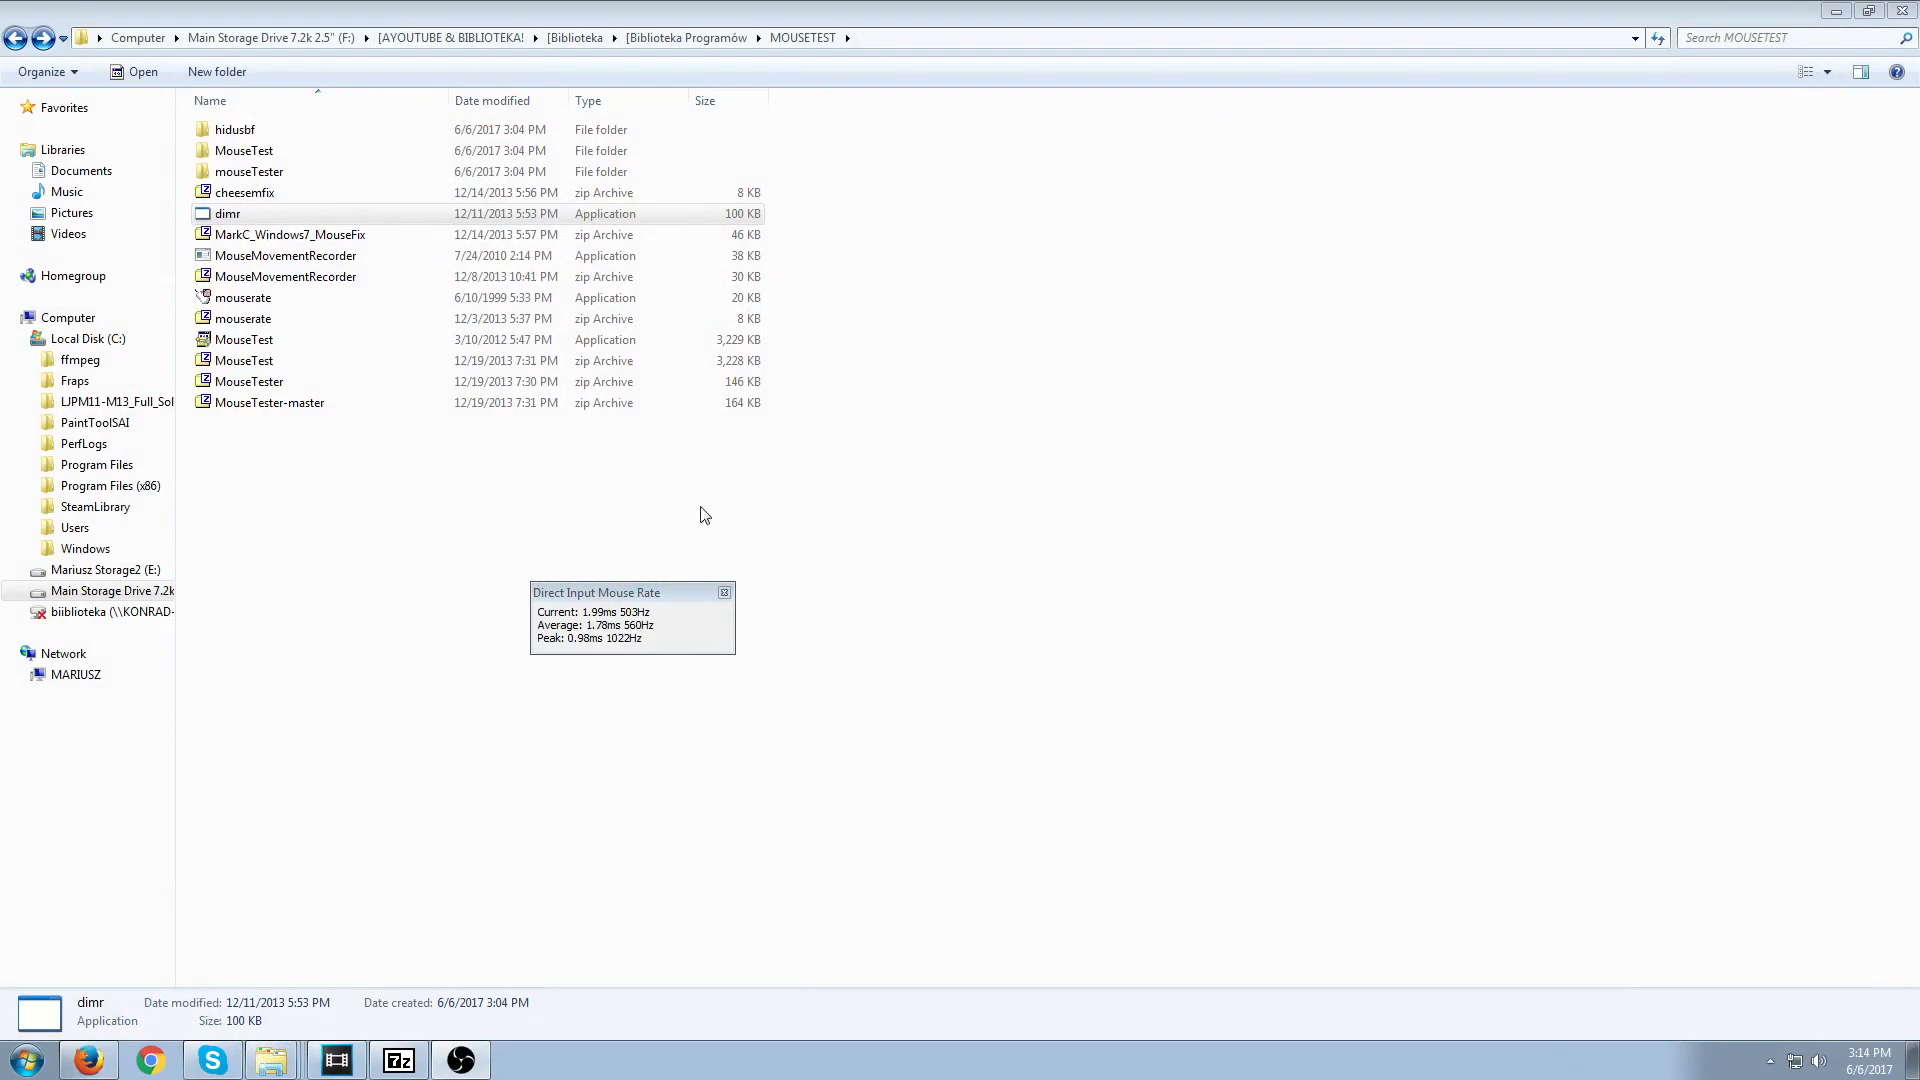 Computer Main Storage Drive 7.2k 2.5" (F:) [AYOUTUBE & BIBLIOTEKA! [Biblioteka [Biblioteka Programów MOUSETEST
Search MOUSETEST
Organize Open New folder
Name Date modified Type Size
hidusbf 6/6/2017 3:04 PM File folder
MouseTest 6/6/2017 3:04 PM File folder
mouseTester 6/6/2017 3:04 PM File folder
cheesemfix 12/14/2013 5:56 PM zip Archive 8 KB
dimr 12/11/2013 5:53 PM Application 100 KB
MarkC_Windows7_MouseFix 12/14/2013 5:57 PM zip Archive 46 KB
MouseMovementRecorder 7/24/2010 2:14 PM Application 38 KB
MouseMovementRecorder 12/8/2013 10:41 PM zip Archive 30 KB
mouserate 6/10/1999 5:33 PM Application 20 KB
mouserate 12/3/2013 5:37 PM zip Archive 8 KB
MouseTest 3/10/2012 5:47 PM Application 3,229 KB
MouseTest 12/19/2013 7:31 PM zip Archive 3,228 KB
MouseTester 12/19/2013 7:30 PM zip Archive 146 KB
MouseTester-master 12/19/2013 7:31 PM zip Archive 164 KB
Favorites
Libraries
Documents
Music
Pictures
Videos
Homegroup
Computer
Local Disk (C:)
ffmpeg
Fraps
LJPM11-M13_Full_Sol
PaintToolSAI
PerfLogs
Program Files
Program Files (x86)
SteamLibrary
Users
Windows
Mariusz Storage2 (E:)
Main Storage Drive 7.2k
biiblioteka (\\KONRAD-
Network
MARIUSZ
Direct Input Mouse Rate
Current: 1.99ms 503Hz
Average: 1.78ms 560Hz
Peak: 0.98ms 1022Hz
dimr Date modified: 12/11/2013 5:53 PM Date created: 6/6/2017 3:04 PM
Application Size: 100 KB
7z
3:14 PM
6/6/2017